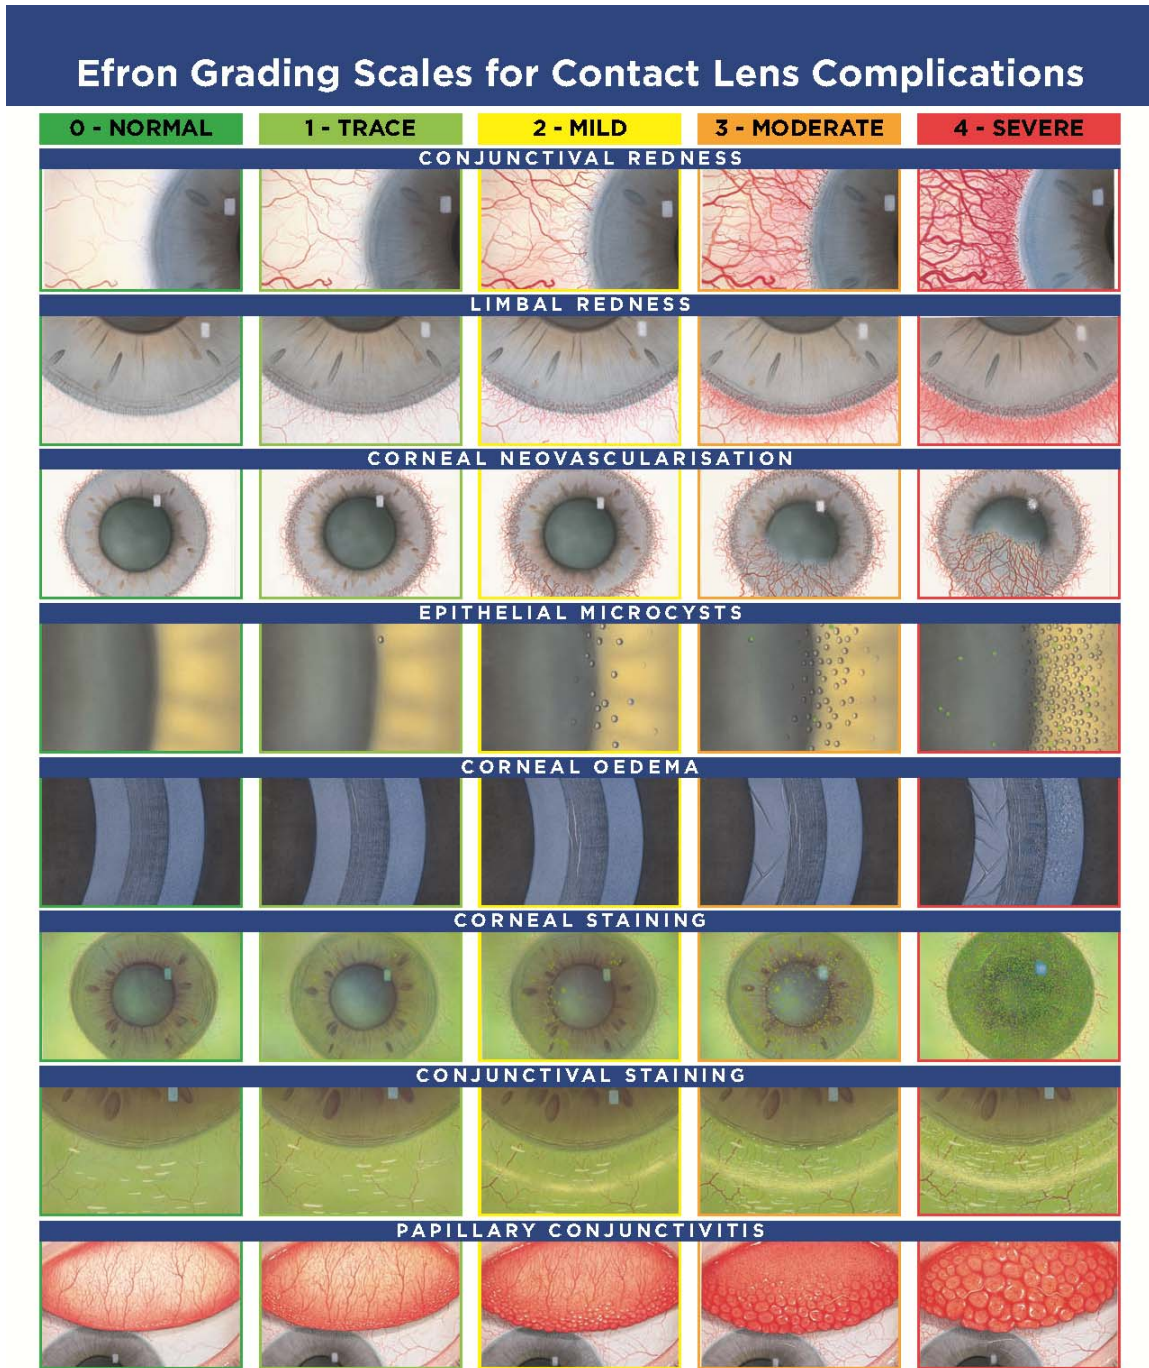 Efron Grading Scales for Contact Lens Complications
0 - NORMAL 1 - TRACE 2 - MILD 3 - MODERATE 4 - SEVERE
CONJUNCTIVAL REDNESS
LIMBAL REDNESS
CORNEAL NEOVASCULARISATION
EPITHELIAL MICROCYSTS
CORNEAL OEDEMA
CORNEAL STAINING
CONJUNCTIVAL STAINING
PAPILLARY CONJUNCTIVITIS